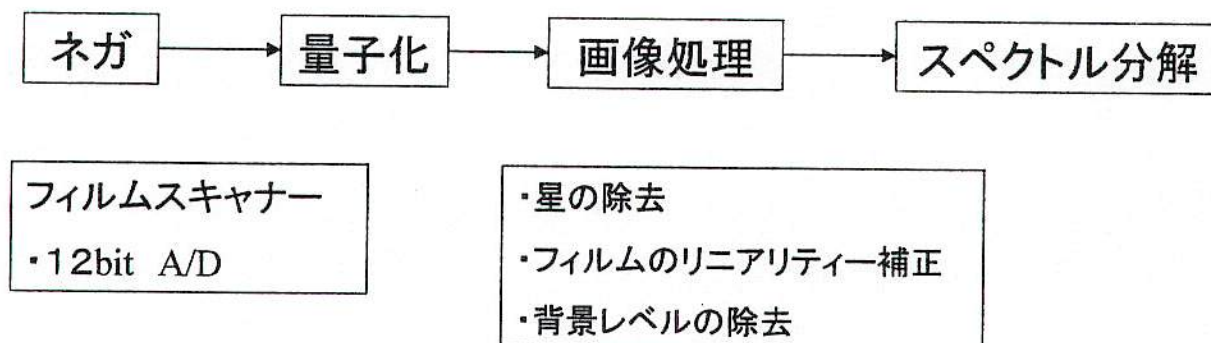 ネガ 量子化 画像処理 スペクトル分解
フィルムスキャナー
・12bit A/D
・星の除去
・フィルムのリニアリティー補正
・背景レベルの除去